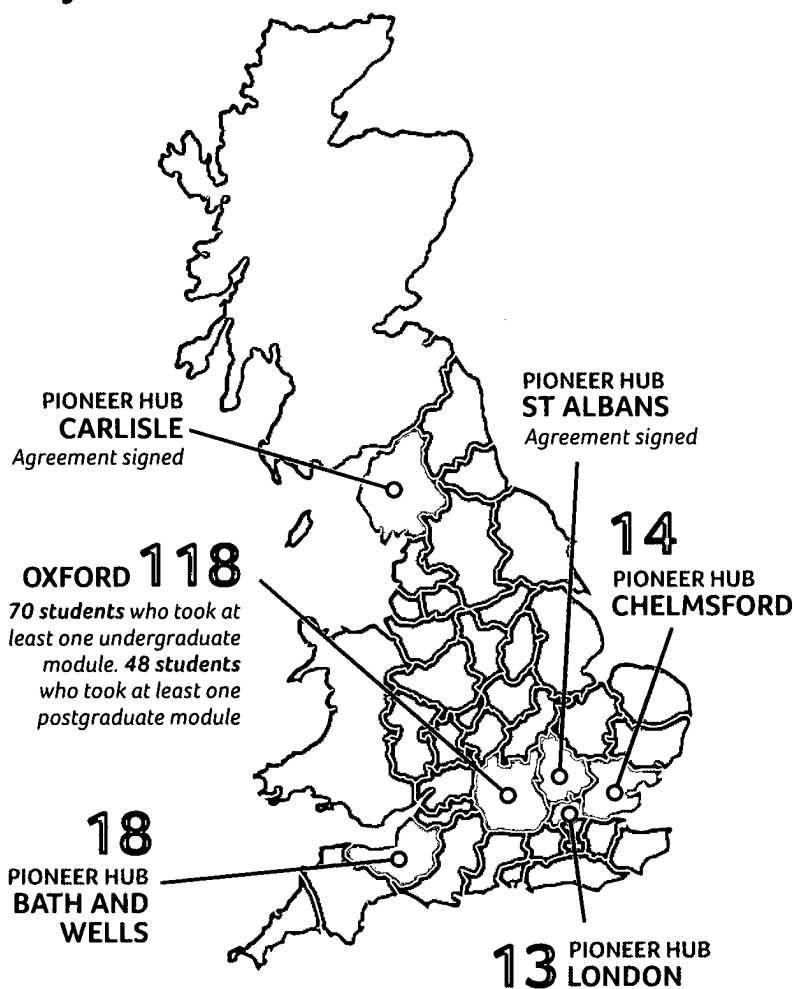 PIONEER HUB
CARLISLE
Agreement signed
PIONEER HUB
ST ALBANS
Agreement signed
OXFORD 118
70 students who took at
least one undergraduate
module. 48 students
who took at least one
postgraduate module
14
PIONEER HUB
CHELMSFORD
18
PIONEER HUB
BATH AND
WELLS
13 PIONEER HUB
LONDON